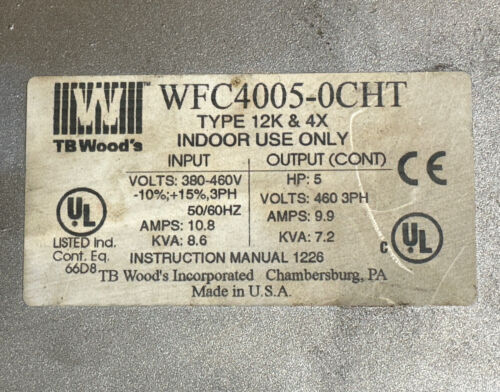 W
TB Wood's
™
WFC4005-0CHT
TYPE 12K & 4X
INDOOR USE ONLY
INPUT
VOLTS: 380-460V
-10%;+15%,3PH
50/60HZ
AMPS: 10.8
KVA: 8.6
OUTPUT (CONT)
HP: 5
VOLTS: 460 3PH
AMPS: 9.9
KVA: 7.2
CE
UL
LISTED Ind.
Cont. Eq.
66D8
C UL
INSTRUCTION MANUAL 1226
TB Wood's Incorporated Chambersburg, PA
Made in U.S.A.